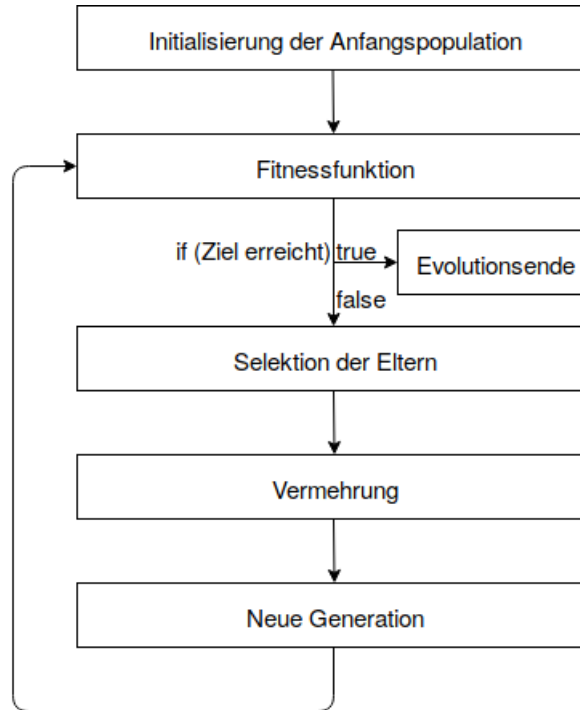 Initialisierung der Anfangspopulation
Fitnessfunktion
if (Ziel erreicht) true
Evolutionsende
false
Selektion der Eltern
Vermehrung
Neue Generation